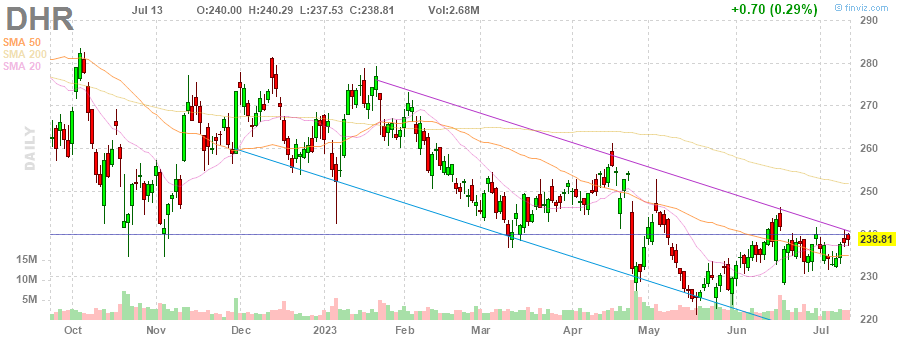 DHR Jul 13 O:240.00 H:240.29 L:237.53 C:238.81 Vol:2.68M +0.70 (0.29%) © finviz.com
SMA 50
SMA 200
SMA 20
DAILY
290
280
270
260
250
240
238.81
230
220
15M
10M
5M
Oct Nov Dec 2023 Feb Mar Apr May Jun Jul